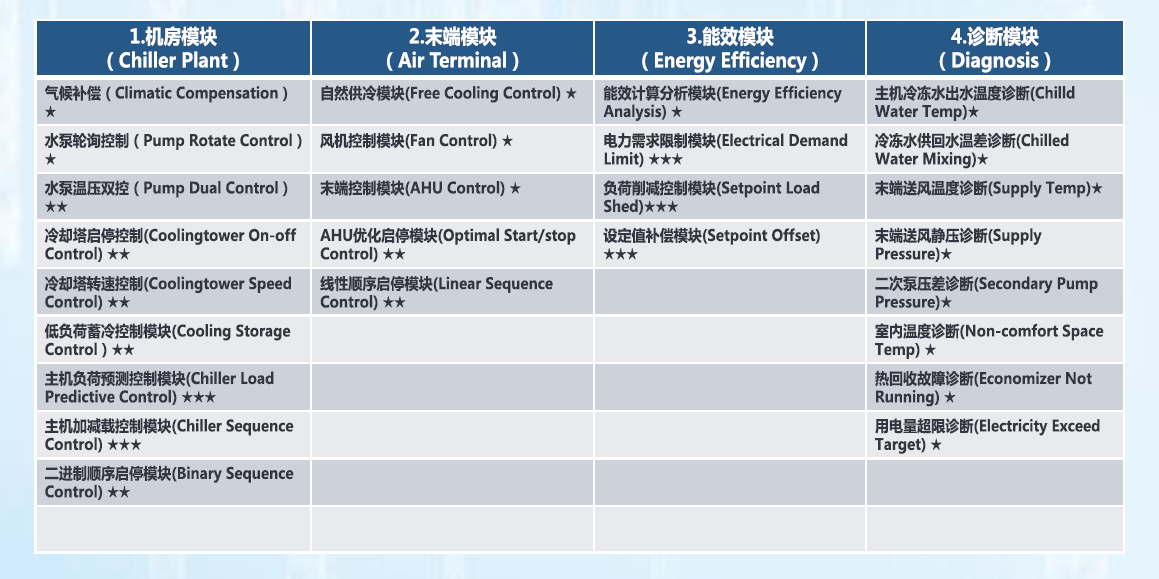 1.机房模块
( Chiller Plant )
2.末端模块
( Air Terminal )
3.能效模块
( Energy Efficiency )
4.诊断模块
( Diagnosis )
气候补偿 ( Climatic Compensation )
★
自然供冷模块(Free Cooling Control) ★
能效计算分析模块(Energy Efficiency
Analysis) ★
主机冷冻水出水温度诊断(Chilld
Water Temp)★
水泵轮询控制 ( Pump Rotate Control )
★
风机控制模块(Fan Control) ★
电力需求限制模块(Electrical Demand
Limit) ★★★
冷冻水供回水温差诊断(Chilled
Water Mixing)★
水泵温压双控 ( Pump Dual Control )
★★
末端控制模块(AHU Control) ★
负荷削减控制模块(Setpoint Load
Shed)★★★
末端送风温度诊断(Supply Temp)★
冷却塔启停控制(Coolingtower On-off
Control) ★★
AHU优化启停模块(Optimal Start/stop
Control) ★★
设定值补偿模块(Setpoint Offset)
★★★
末端送风静压诊断(Supply
Pressure)★
冷却塔转速控制(Coolingtower Speed
Control) ★★
线性顺序启停模块(Linear Sequence
Control) ★★
二次泵压差诊断(Secondary Pump
Pressure)★
低负荷蓄冷控制模块(Cooling Storage
Control ) ★★
室内温度诊断(Non-comfort Space
Temp) ★
主机负荷预测控制模块(Chiller Load
Predictive Control) ★★★
热回收故障诊断(Economizer Not
Running) ★
主机加减载控制模块(Chiller Sequence
Control) ★★★
用电量超限诊断(Electricity Exceed
Target) ★
二进制顺序启停模块(Binary Sequence
Control) ★★